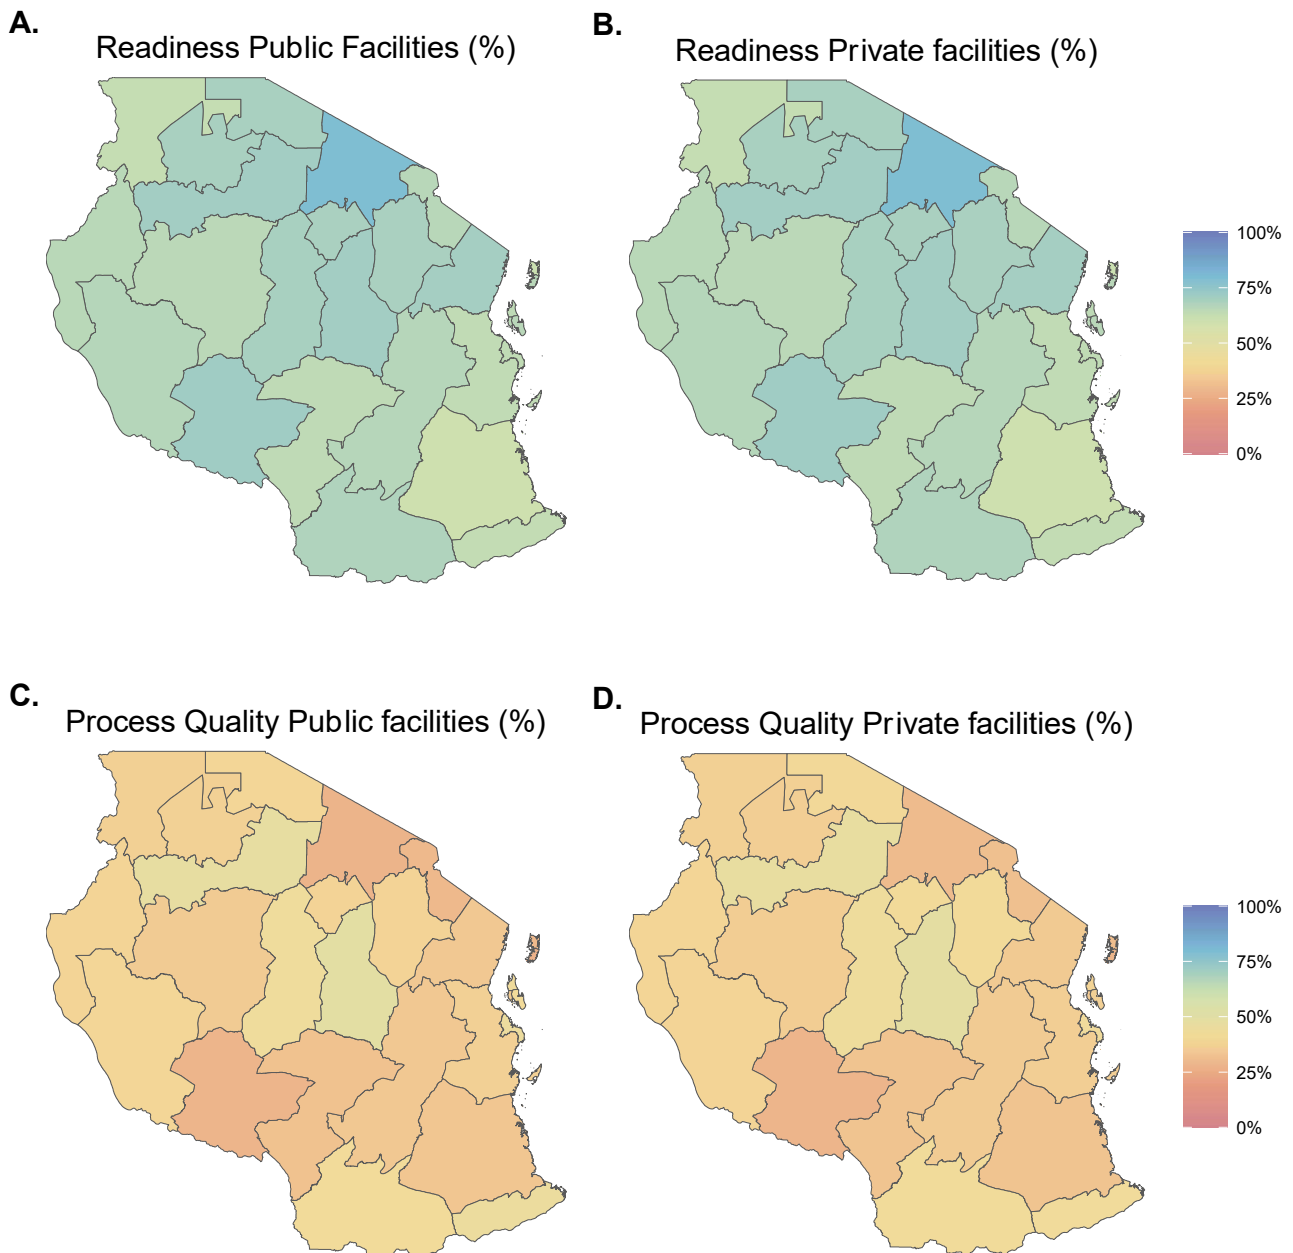 A.
Readiness Public Facilities (%)
B.
Readiness Private facilities (%)
100%
75%
50%
25%
0%
C.
Process Quality Public facilities (%)
D.
Process Quality Private facilities (%)
100%
75%
50%
25%
0%